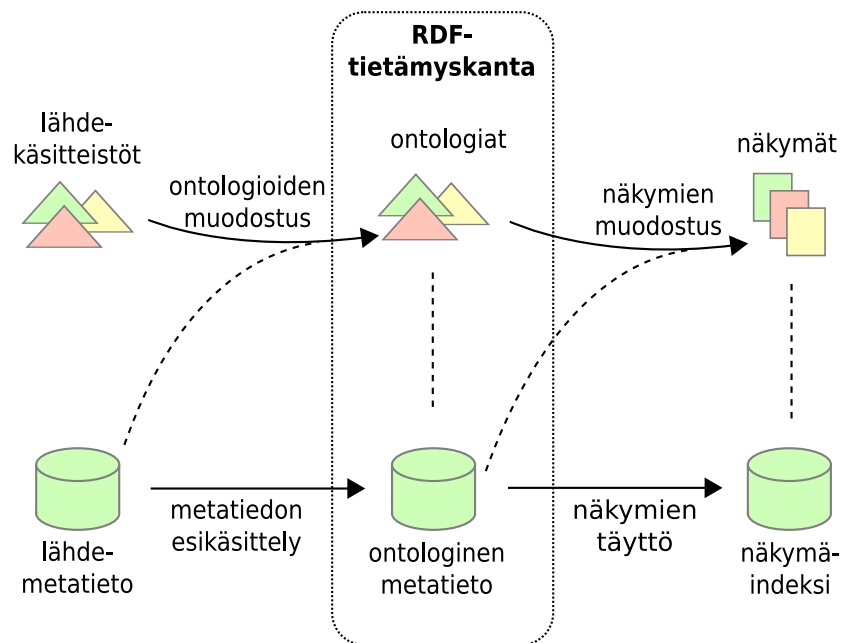 RDF-
tietämyskanta
lähde-
käsitteistöt
ontologiat
näkymät
ontologioiden
muodostus
näkymien
muodostus
metatiedon
esikäsittely
näkymien
täyttö
lähde-
metatieto
ontologinen
metatieto
näkymä-
indeksi